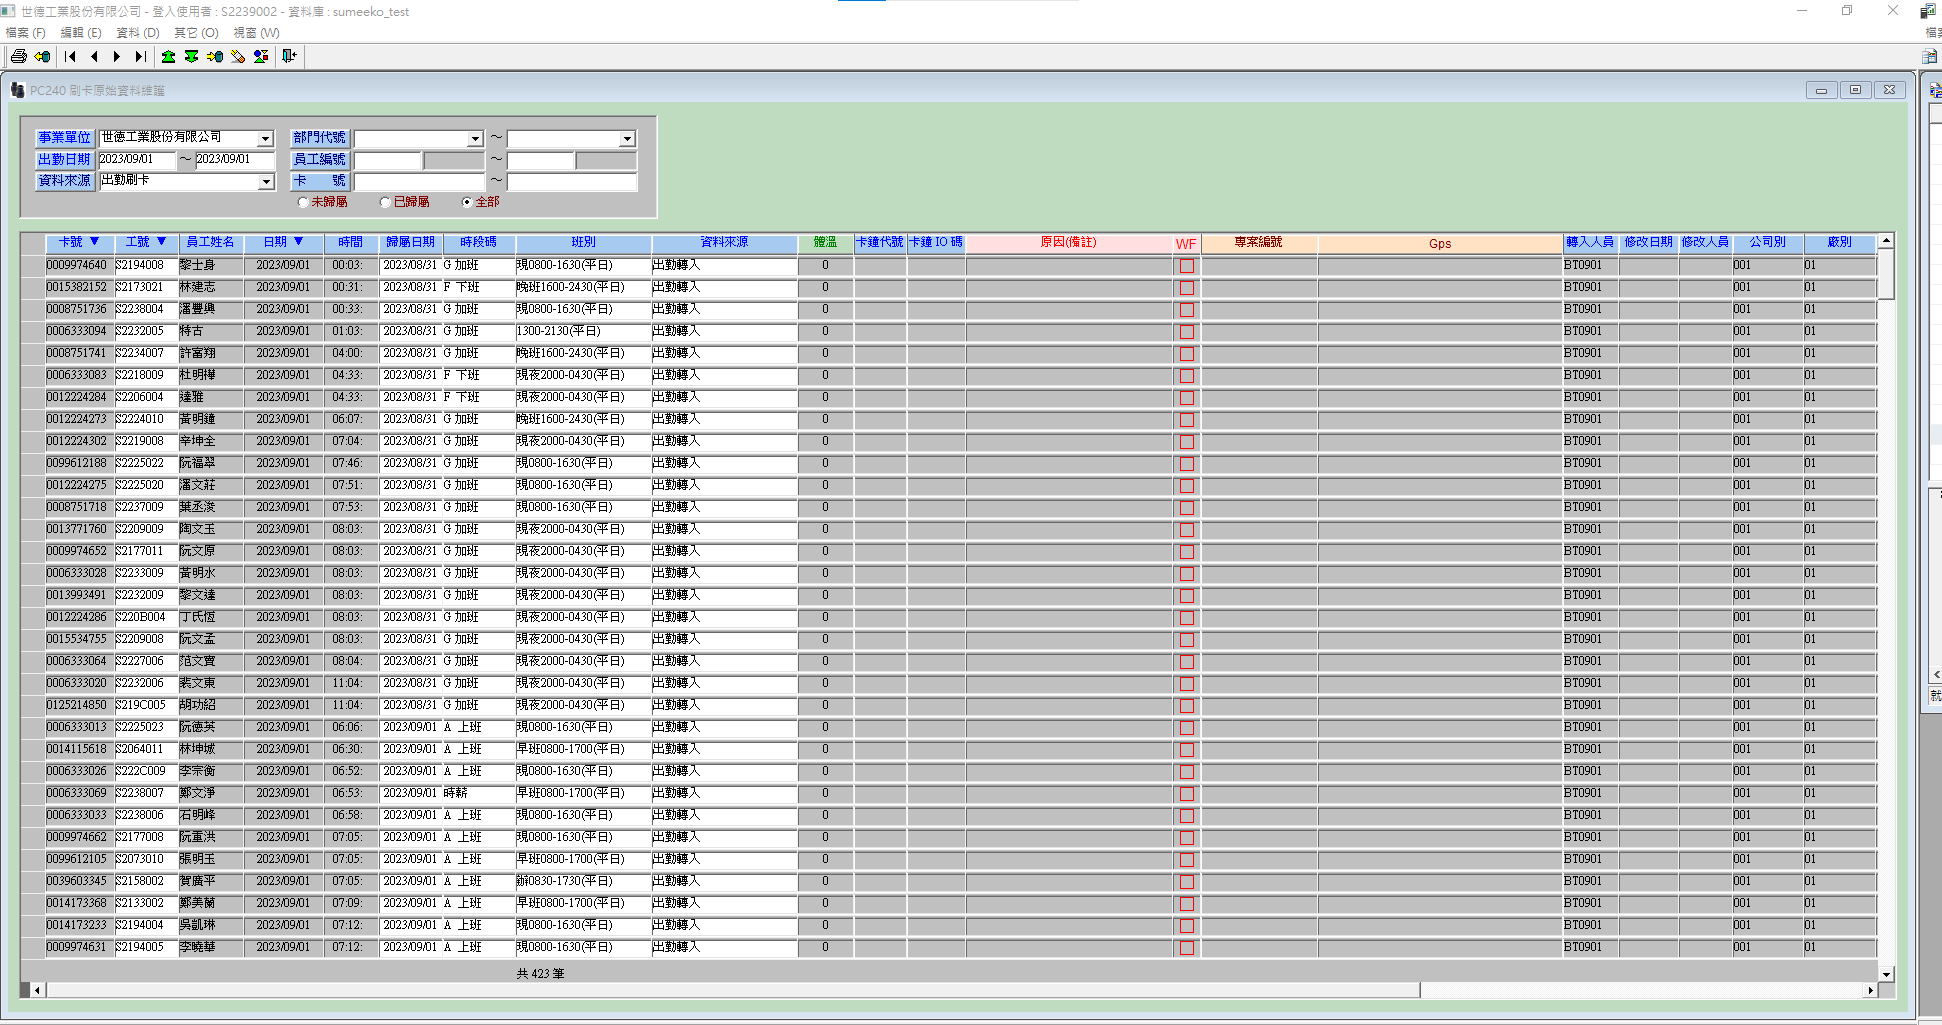 世德工業股份有限公司 - 登入使用者 : S2239002 - 資料庫 : sumeeko_test
檔案 (F) 編輯 (E) 資料 (D) 其它 (O) 視窗 (W)
PC240 刷卡原始資料維護
事業單位 世德工業股份有限公司 部門代號 ～
出勤日期 2023/09/01 ～ 2023/09/01 員工編號 ～
資料來源 出勤刷卡 卡 號 ～
未歸屬 已歸屬 全部
卡號 ▼ 工號 ▼ 員工姓名 日期 ▼ 時間 歸屬日期 時段碼 班別 資料來源 體溫 卡鐘代號 卡鐘 IO 碼 原因(備註) WF 專案編號 Gps 轉入人員 修改日期 修改人員 公司別 廠別
0009974640 S2194008 黎士身 2023/09/01 00:03: 2023/08/31 G 加班 現0800-1630(平日) 出勤轉入 0 BT0901 001 01
0015382152 S2173021 林建志 2023/09/01 00:31: 2023/08/31 F 下班 晚班1600-2430(平日) 出勤轉入 0 BT0901 001 01
0008751736 S2238004 潘豐興 2023/09/01 00:33: 2023/08/31 G 加班 現0800-1630(平日) 出勤轉入 0 BT0901 001 01
0006333094 S2232005 特古 2023/09/01 01:03: 2023/08/31 G 加班 1300-2130(平日) 出勤轉入 0 BT0901 001 01
0008751741 S2234007 許富翔 2023/09/01 04:00: 2023/08/31 G 加班 晚班1600-2430(平日) 出勤轉入 0 BT0901 001 01
0006333083 S2218009 杜明樺 2023/09/01 04:33: 2023/08/31 F 下班 現夜2000-0430(平日) 出勤轉入 0 BT0901 001 01
0012224284 S2206004 達雅 2023/09/01 04:33: 2023/08/31 F 下班 現夜2000-0430(平日) 出勤轉入 0 BT0901 001 01
0012224273 S2224010 黃明鐘 2023/09/01 06:07: 2023/08/31 G 加班 晚班1600-2430(平日) 出勤轉入 0 BT0901 001 01
0012224302 S2219008 辛坤全 2023/09/01 07:04: 2023/08/31 G 加班 現夜2000-0430(平日) 出勤轉入 0 BT0901 001 01
0099612188 S2225022 阮福翠 2023/09/01 07:46: 2023/08/31 G 加班 現0800-1630(平日) 出勤轉入 0 BT0901 001 01
0012224275 S2225020 潘文莊 2023/09/01 07:51: 2023/08/31 G 加班 現0800-1630(平日) 出勤轉入 0 BT0901 001 01
0008751718 S2237009 葉丞浚 2023/09/01 07:53: 2023/08/31 G 加班 現0800-1630(平日) 出勤轉入 0 BT0901 001 01
0013771760 S2209009 陶文玉 2023/09/01 08:03: 2023/08/31 G 加班 現夜2000-0430(平日) 出勤轉入 0 BT0901 001 01
0009974652 S2177011 阮文原 2023/09/01 08:03: 2023/08/31 G 加班 現夜2000-0430(平日) 出勤轉入 0 BT0901 001 01
0006333028 S2233009 黃明水 2023/09/01 08:03: 2023/08/31 G 加班 現夜2000-0430(平日) 出勤轉入 0 BT0901 001 01
0013993491 S2232009 黎文達 2023/09/01 08:03: 2023/08/31 G 加班 現夜2000-0430(平日) 出勤轉入 0 BT0901 001 01
0012224286 S220B004 丁氏恆 2023/09/01 08:03: 2023/08/31 G 加班 現夜2000-0430(平日) 出勤轉入 0 BT0901 001 01
0015534755 S2209008 阮文孟 2023/09/01 08:03: 2023/08/31 G 加班 現夜2000-0430(平日) 出勤轉入 0 BT0901 001 01
0006333064 S2227006 范文寶 2023/09/01 08:04: 2023/08/31 G 加班 現夜2000-0430(平日) 出勤轉入 0 BT0901 001 01
0006333020 S2232006 裴文東 2023/09/01 11:04: 2023/08/31 G 加班 現夜2000-0430(平日) 出勤轉入 0 BT0901 001 01
0125214850 S219C005 胡功紹 2023/09/01 11:04: 2023/08/31 G 加班 現夜2000-0430(平日) 出勤轉入 0 BT0901 001 01
0006333013 S2225023 阮德英 2023/09/01 06:06: 2023/09/01 A 上班 現0800-1630(平日) 出勤轉入 0 BT0901 001 01
0014115618 S2064011 林坤城 2023/09/01 06:30: 2023/09/01 A 上班 早班0800-1700(平日) 出勤轉入 0 BT0901 001 01
0006333026 S222C009 李宗衡 2023/09/01 06:52: 2023/09/01 A 上班 現0800-1630(平日) 出勤轉入 0 BT0901 001 01
0006333069 S2238007 鄭文淨 2023/09/01 06:53: 2023/09/01 時薪 早班0800-1700(平日) 出勤轉入 0 BT0901 001 01
0006333033 S2238006 石明峰 2023/09/01 06:58: 2023/09/01 A 上班 現0800-1630(平日) 出勤轉入 0 BT0901 001 01
0009974662 S2177008 阮重洪 2023/09/01 07:05: 2023/09/01 A 上班 現0800-1630(平日) 出勤轉入 0 BT0901 001 01
0099612105 S2073010 張明玉 2023/09/01 07:05: 2023/09/01 A 上班 早班0800-1700(平日) 出勤轉入 0 BT0901 001 01
0039603345 S2158002 賀廣平 2023/09/01 07:05: 2023/09/01 A 上班 辦0830-1730(平日) 出勤轉入 0 BT0901 001 01
0014173368 S2133002 鄭美蘭 2023/09/01 07:09: 2023/09/01 A 上班 早班0800-1700(平日) 出勤轉入 0 BT0901 001 01
0014173233 S2194004 吳凱琳 2023/09/01 07:12: 2023/09/01 A 上班 現0800-1630(平日) 出勤轉入 0 BT0901 001 01
0009974631 S2194005 李曉華 2023/09/01 07:12: 2023/09/01 A 上班 現0800-1630(平日) 出勤轉入 0 BT0901 001 01
共 423 筆